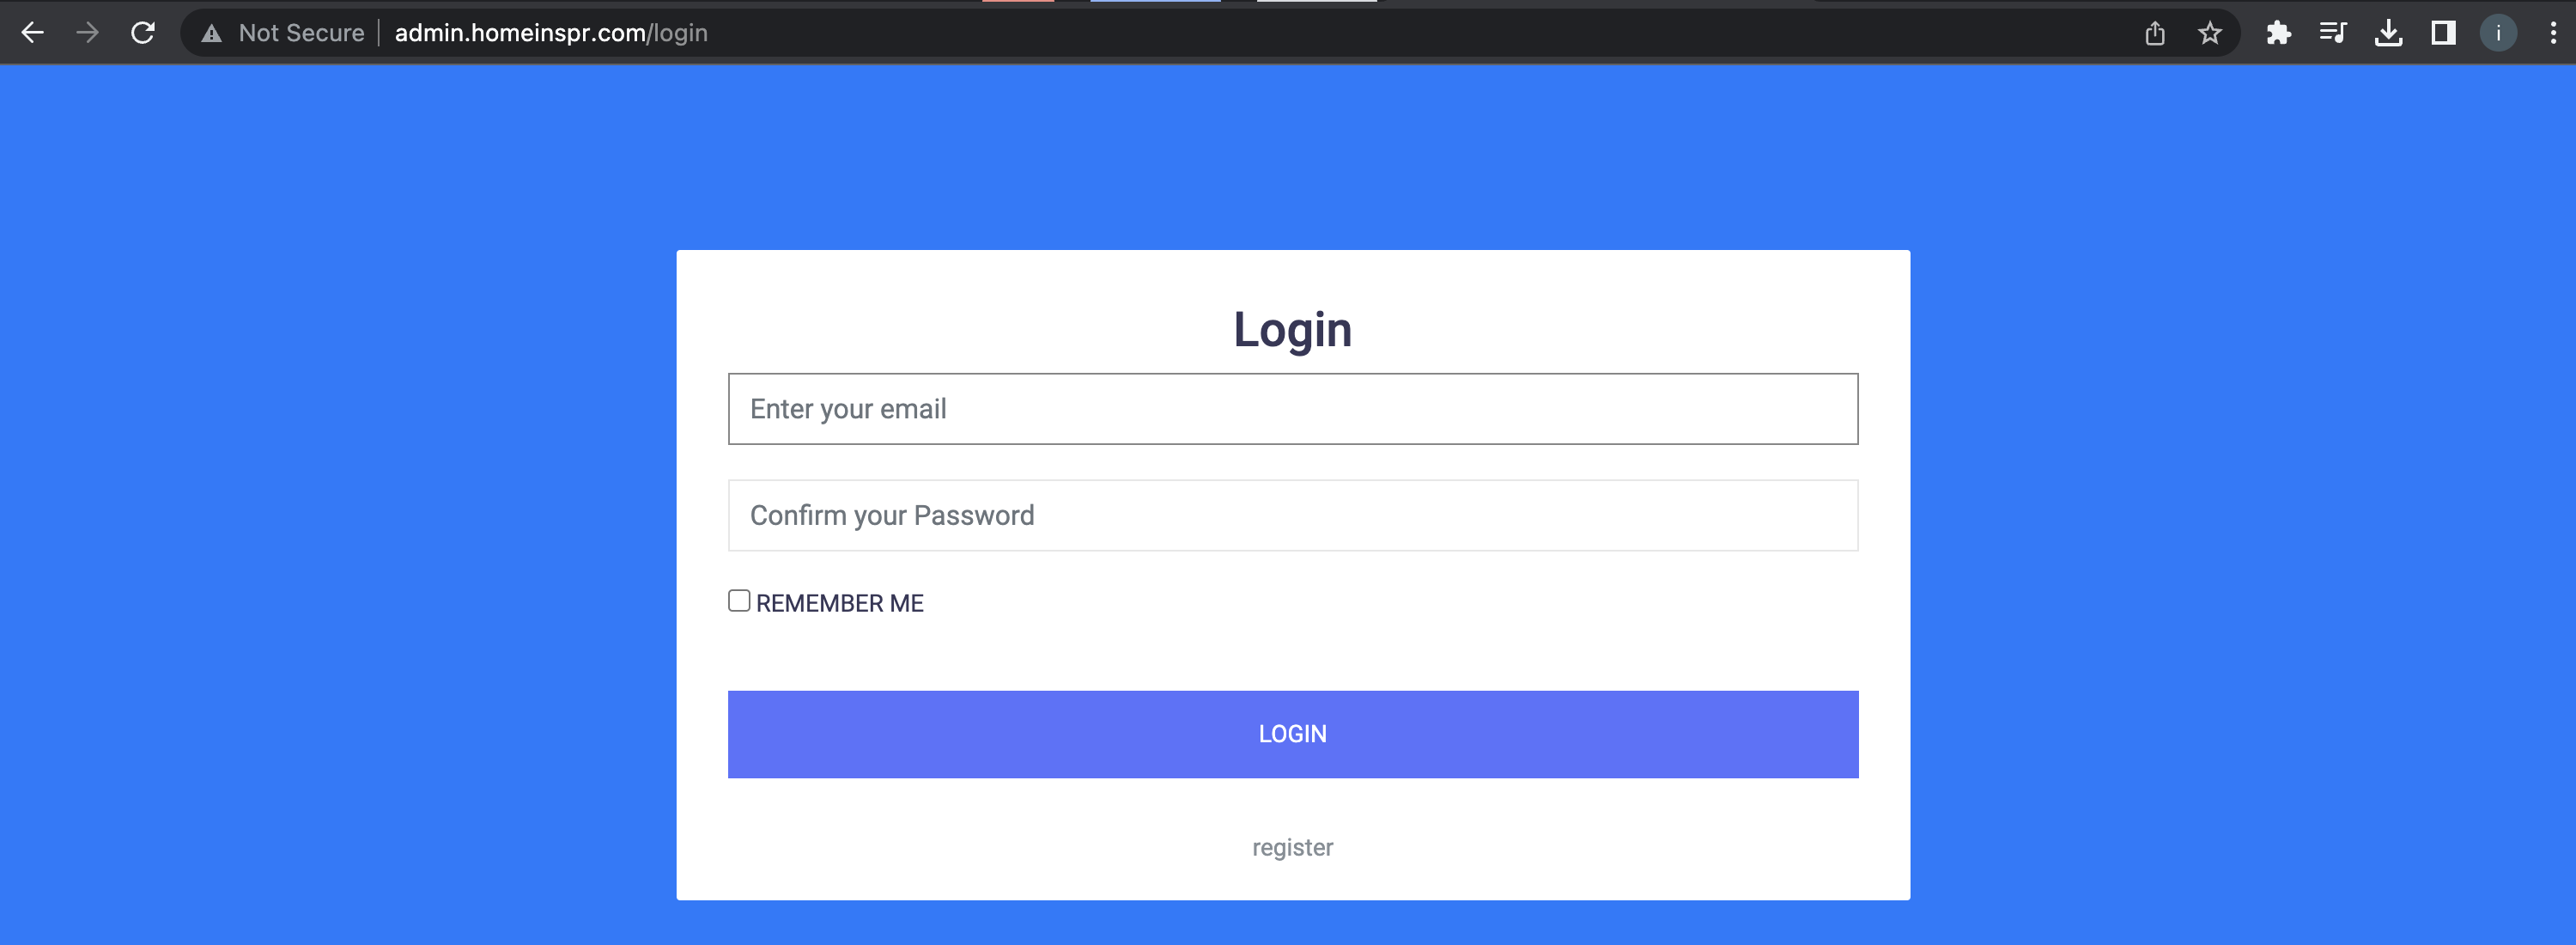 Not Secure admin.homeinspr.com/login
i
Login
Enter your email
Confirm your Password
REMEMBER ME
LOGIN
register